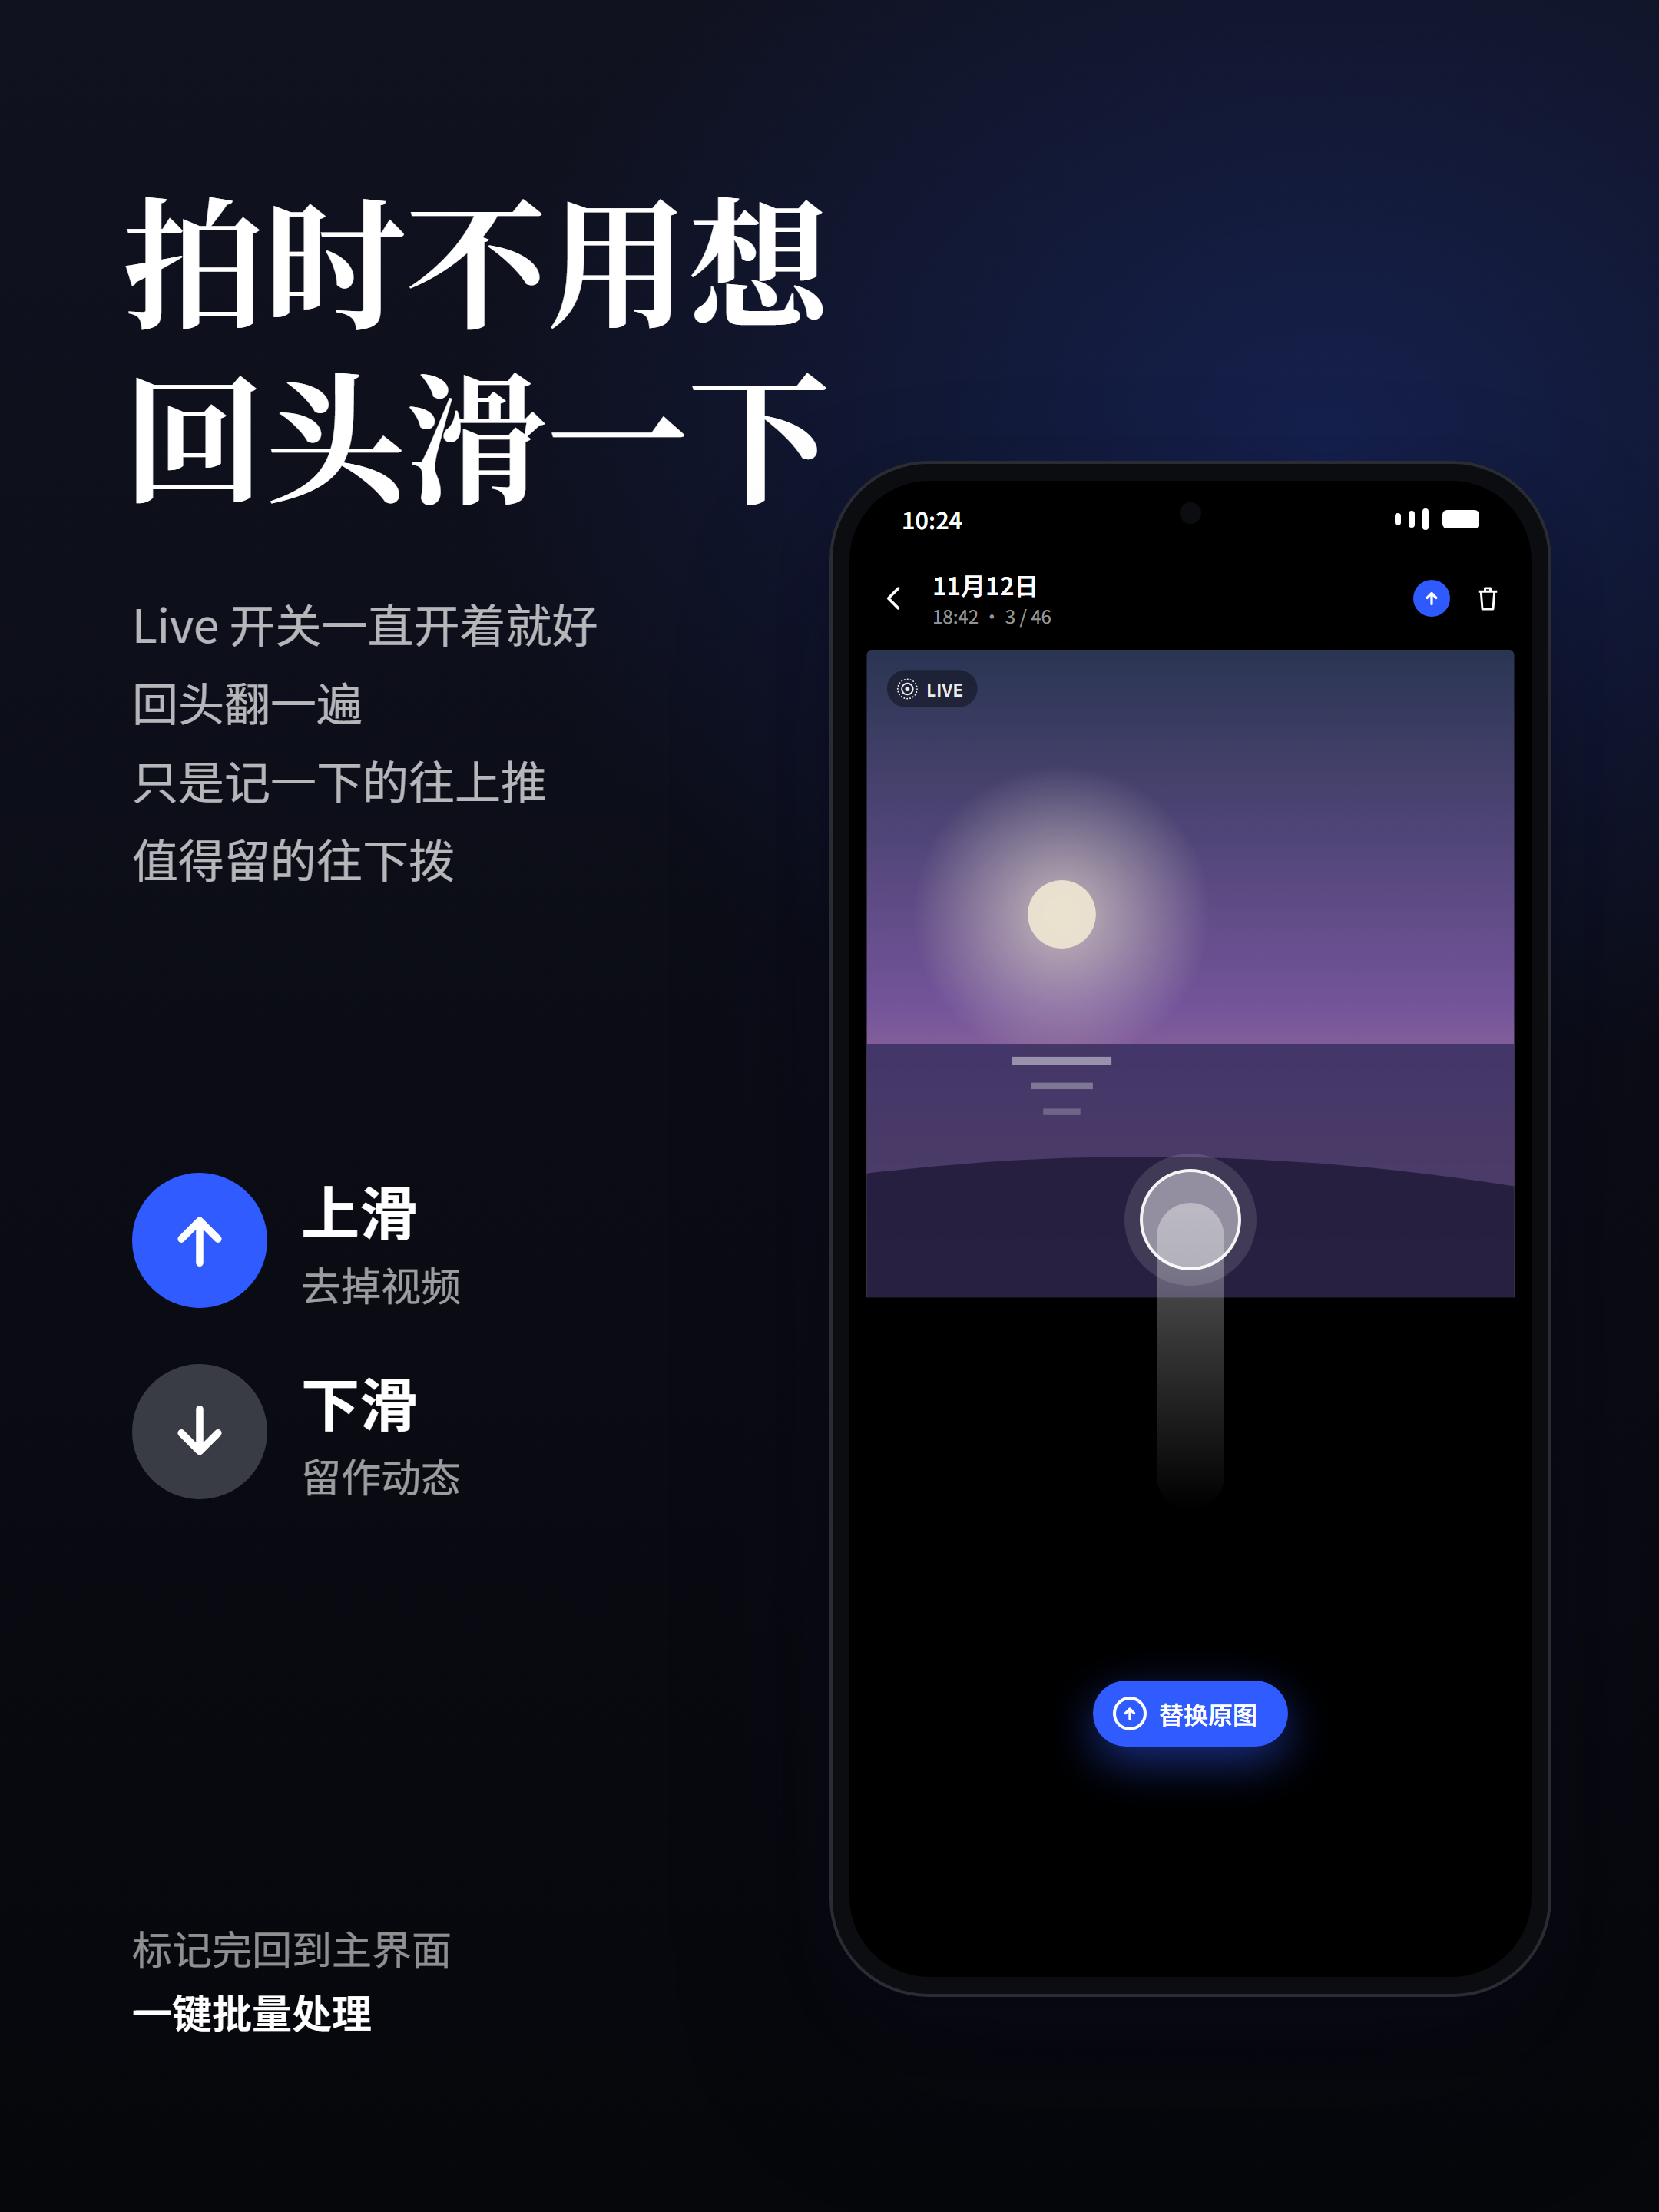 拍时不用想
回头滑一下
Live 开关一直开着就好
回头翻一遍
只是记一下的往上推
值得留的往下拨
上滑
去掉视频
下滑
留作动态
标记完回到主界面
一键批量处理
10:24
11月12日
18:42 · 3 / 46
LIVE
替换原图